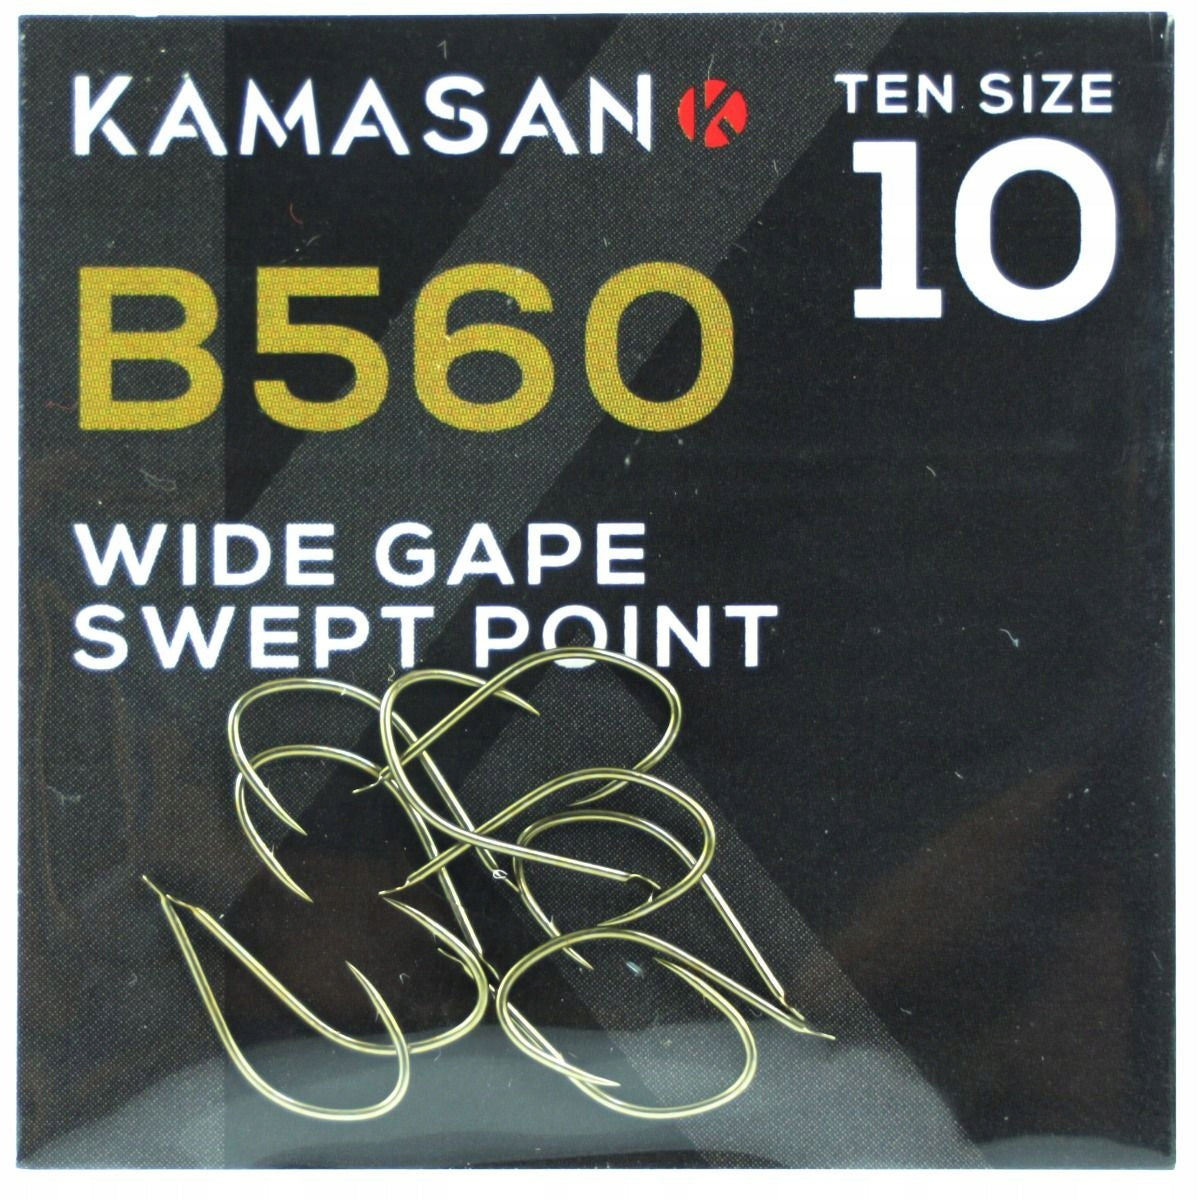 KAMASAN
TEN SIZE
10
B560
WIDE GAPE
SWEPT POINT